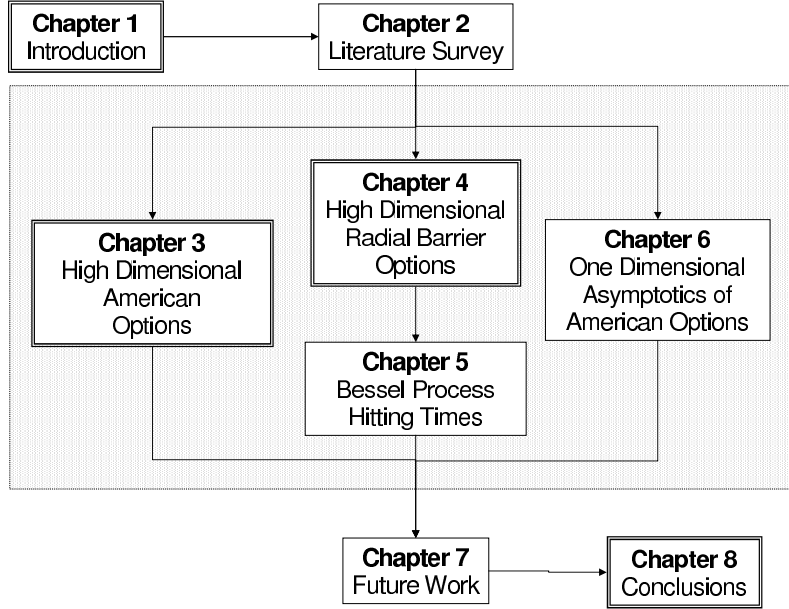 Chapter 1
Introduction
Chapter 2
Literature Survey
Chapter 3
High Dimensional
American
Options
Chapter 4
High Dimensional
Radial Barrier
Options
Chapter 5
Bessel Process
Hitting Times
Chapter 6
One Dimensional
Asymptotics of
American Options
Chapter 7
Future Work
Chapter 8
Conclusions